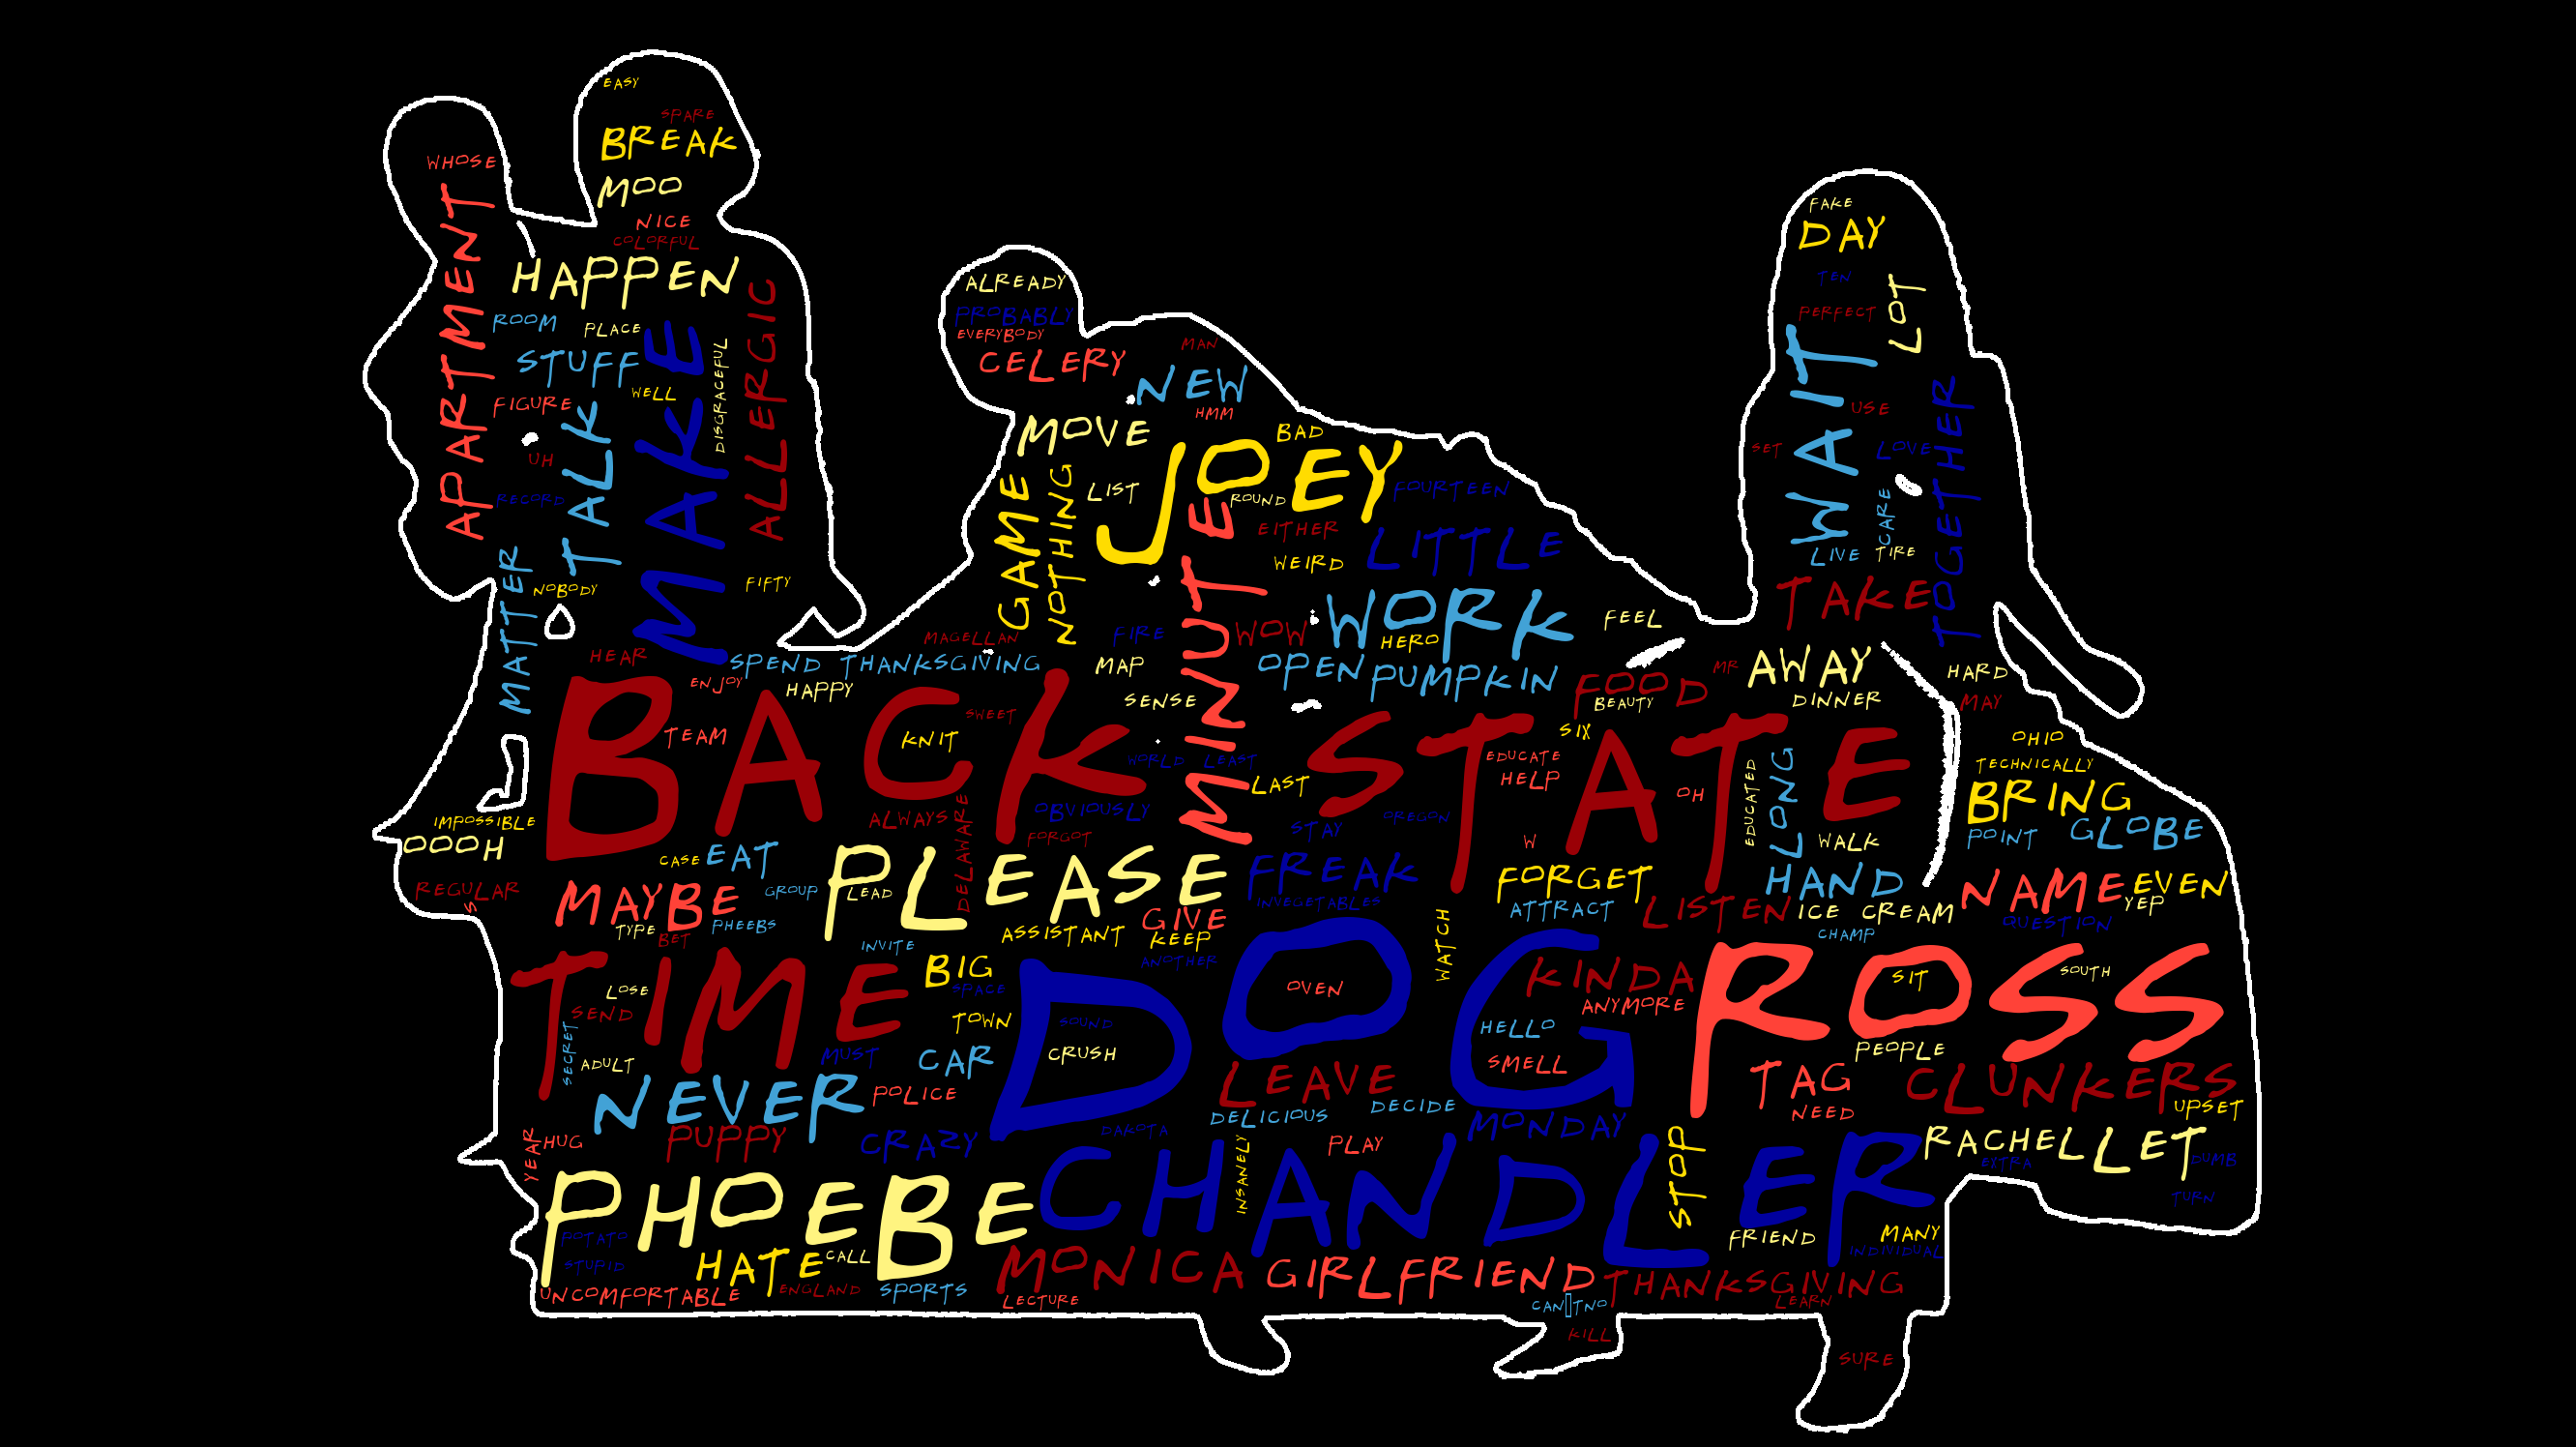 EASY
SPARE
BREAK
WHOSE
MOO
NICE
COLORFUL
APARTMENT
HAPPEN
ALLERGIC
ROOM
PLACE
STUFF
MAKE
DISGRACEFUL
WELL
FIGURE
TALK
UH
RECORD
MATTER
NOBODY
FIFTY
FAKE
DAY
TEN
LOT
PERFECT
WAIT
USE
TOGETHER
SET
LOVE
CARE
LIVE
TIRE
TAKE
ALREADY
PROBABLY
EVERYBODY
CELERY
MAN
NEW
HMM
MOVE
BAD
JOEY
GAME
NOTHING
LIST
ROUND
FOURTEEN
MINUTE
EITHER
LITTLE
WEIRD
WORK
FEEL
MAGELLAN
FIRE
WOW
HERO
HEAR
SPEND THANKSGIVING
MAP
OPEN
PUMPKIN
MR
AWAY
HARD
ENJOY
HAPPY
SENSE
FOOD
BEAUTY
DINNER
MAY
BACK
TEAM
KNIT
SWEET
STATE
SIX
OHIO
WORLD
LEAST
EDUCATE
HELP
EDUCATED
LONG
TECHNICALLY
LAST
OH
BRING
IMPOSSIBLE
ALWAYS
DELAWARE
OBVIOUSLY
STAY
OREGON
POINT
GLOBE
OOOH
FORGOT
W
WALK
CASE
EAT
PLEASE
FREAK
FORGET
HAND
NAME
EVEN
REGULAR
S
MAYBE
GROUP
LEAD
INVEGETABLES
ATTRACT
LISTEN
ICE CREAM
YEP
TYPE
BET
PHEEBS
GIVE
WATCH
QUESTION
INVITE
ASSISTANT
KEEP
CHAMP
TIME
BIG
ANOTHER
DOG
KINDA
ROSS
LOSE
SPACE
OVEN
ANYMORE
SIT
SOUTH
SEND
TOWN
SOUND
HELLO
SECRET
ADULT
MUST
CAR
CRUSH
SMELL
PEOPLE
NEVER
POLICE
LEAVE
TAG
CLUNKERS
DELICIOUS
DECIDE
NEED
UPSET
YEAR
HUG
PUPPY
CRAZY
DAKOTA
INSANELY
PLAY
MONDAY
STOP
RACHEL
LET
EXTRA
DUMB
PHOEBE
CHANDLER
TURN
POTATO
STUPID
HATE
CALL
FRIEND
MANY
INDIVIDUAL
UNCOMFORTABLE
ENGLAND
SPORTS
MONICA
LECTURE
GIRLFRIEND
THANKSGIVING
LEARN
CAN▯TNO
KILL
SURE